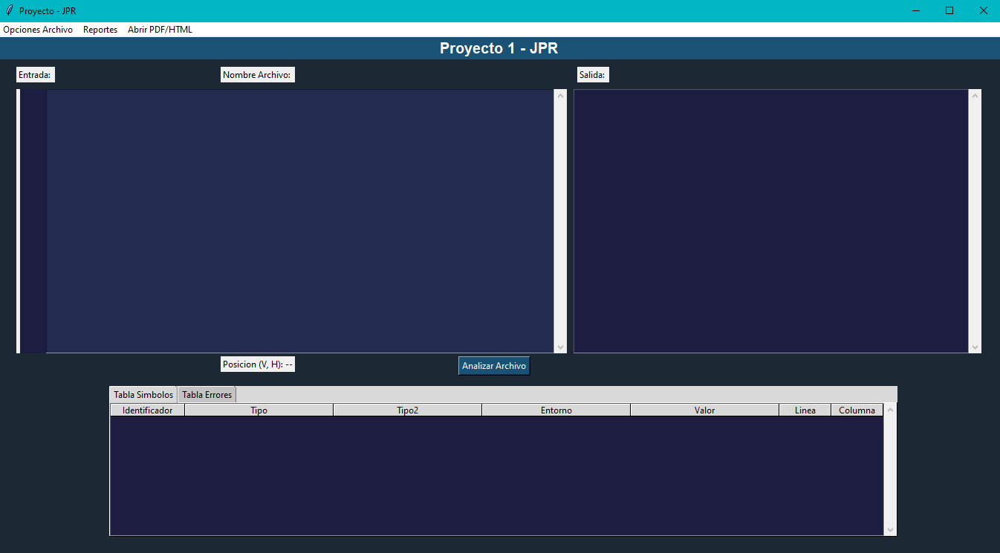 Proyecto - JPR
Opciones Archivo Reportes Abrir PDF/HTML
Proyecto 1 - JPR
Entrada: Nombre Archivo: Salida:
Posicion (V, H): -- Analizar Archivo
Tabla Simbolos Tabla Errores
Identificador Tipo Tipo2 Entorno Valor Linea Columna